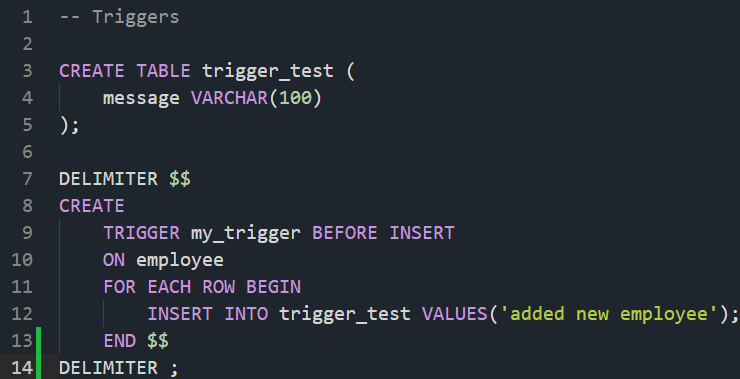 1 -- Triggers
2
3 CREATE TABLE trigger_test (
4     message VARCHAR(100)
5 );
6
7 DELIMITER $$
8 CREATE
9     TRIGGER my_trigger BEFORE INSERT
10     ON employee
11     FOR EACH ROW BEGIN
12         INSERT INTO trigger_test VALUES('added new employee');
13     END $$
14 DELIMITER ;